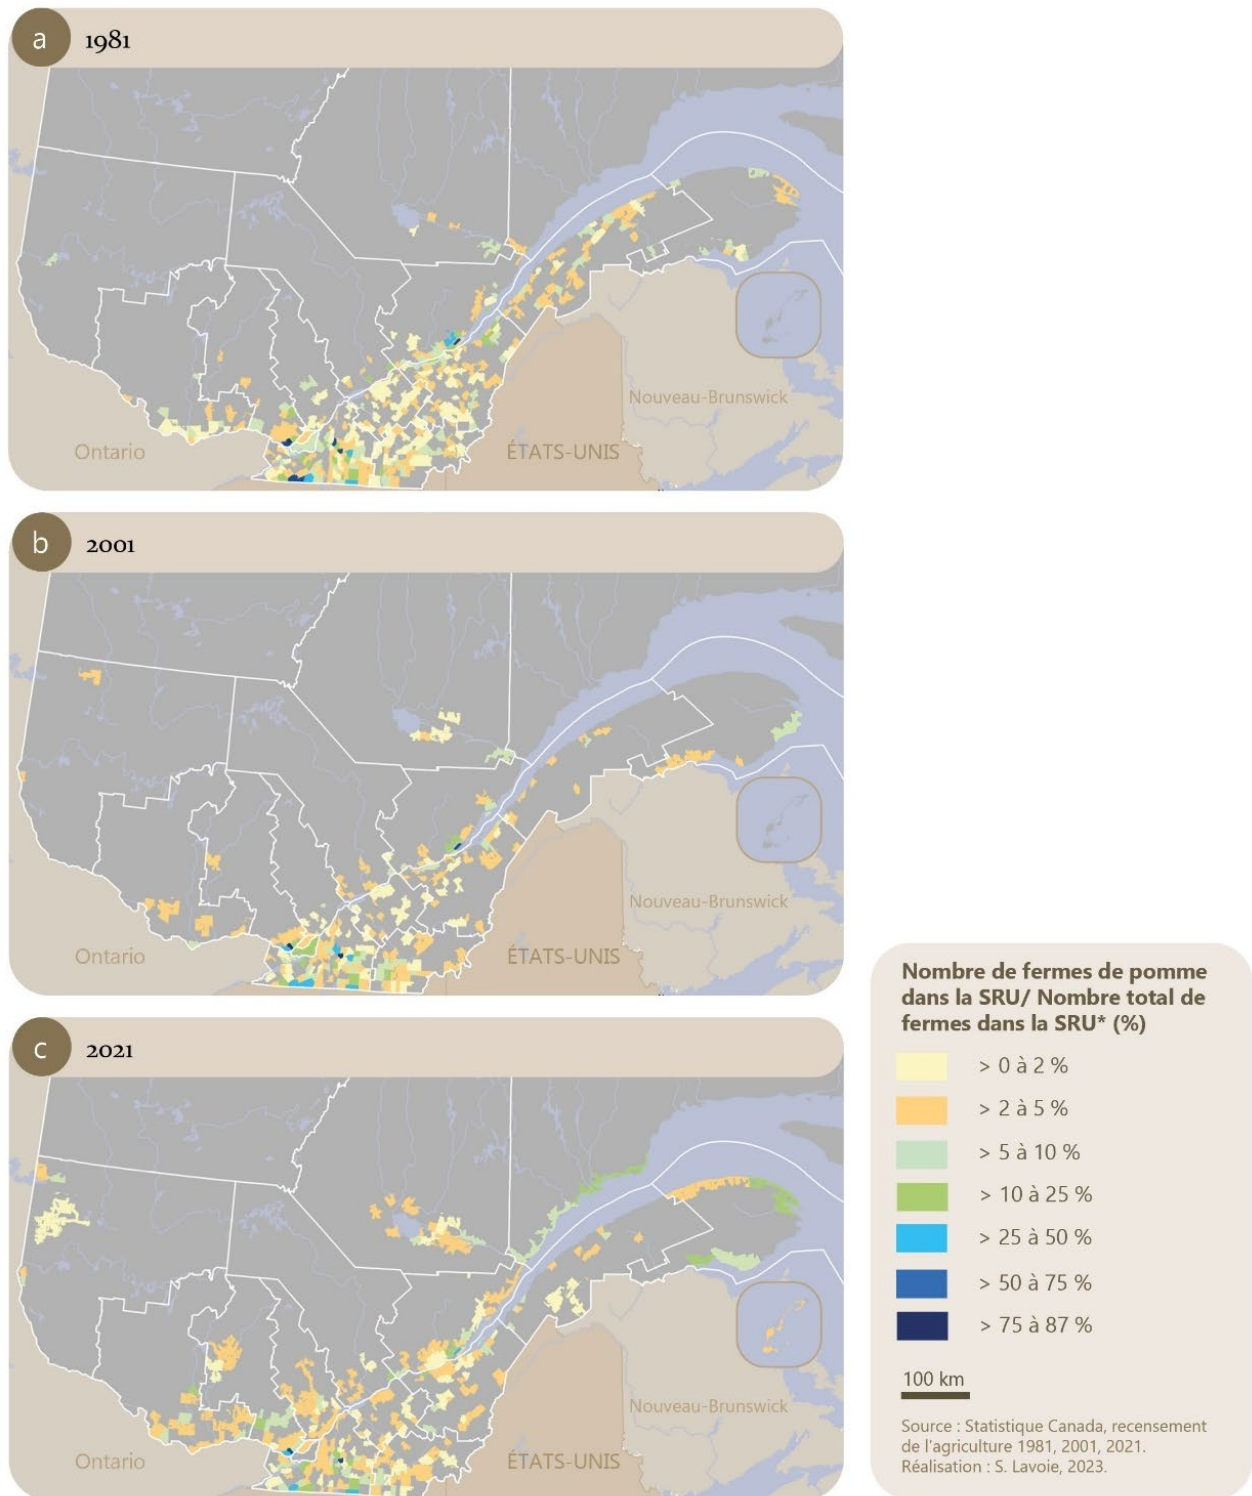 a 1981
Ontario
ÉTATS-UNIS
Nouveau-Brunswick
b 2001
Ontario
ÉTATS-UNIS
Nouveau-Brunswick
c 2021
Ontario
ÉTATS-UNIS
Nouveau-Brunswick
Nombre de fermes de pomme
dans la SRU/ Nombre total de
fermes dans la SRU* (%)
> 0 à 2 %
> 2 à 5 %
> 5 à 10 %
> 10 à 25 %
> 25 à 50 %
> 50 à 75 %
> 75 à 87 %
100 km
Source : Statistique Canada, recensement
de l'agriculture 1981, 2001, 2021.
Réalisation : S. Lavoie, 2023.